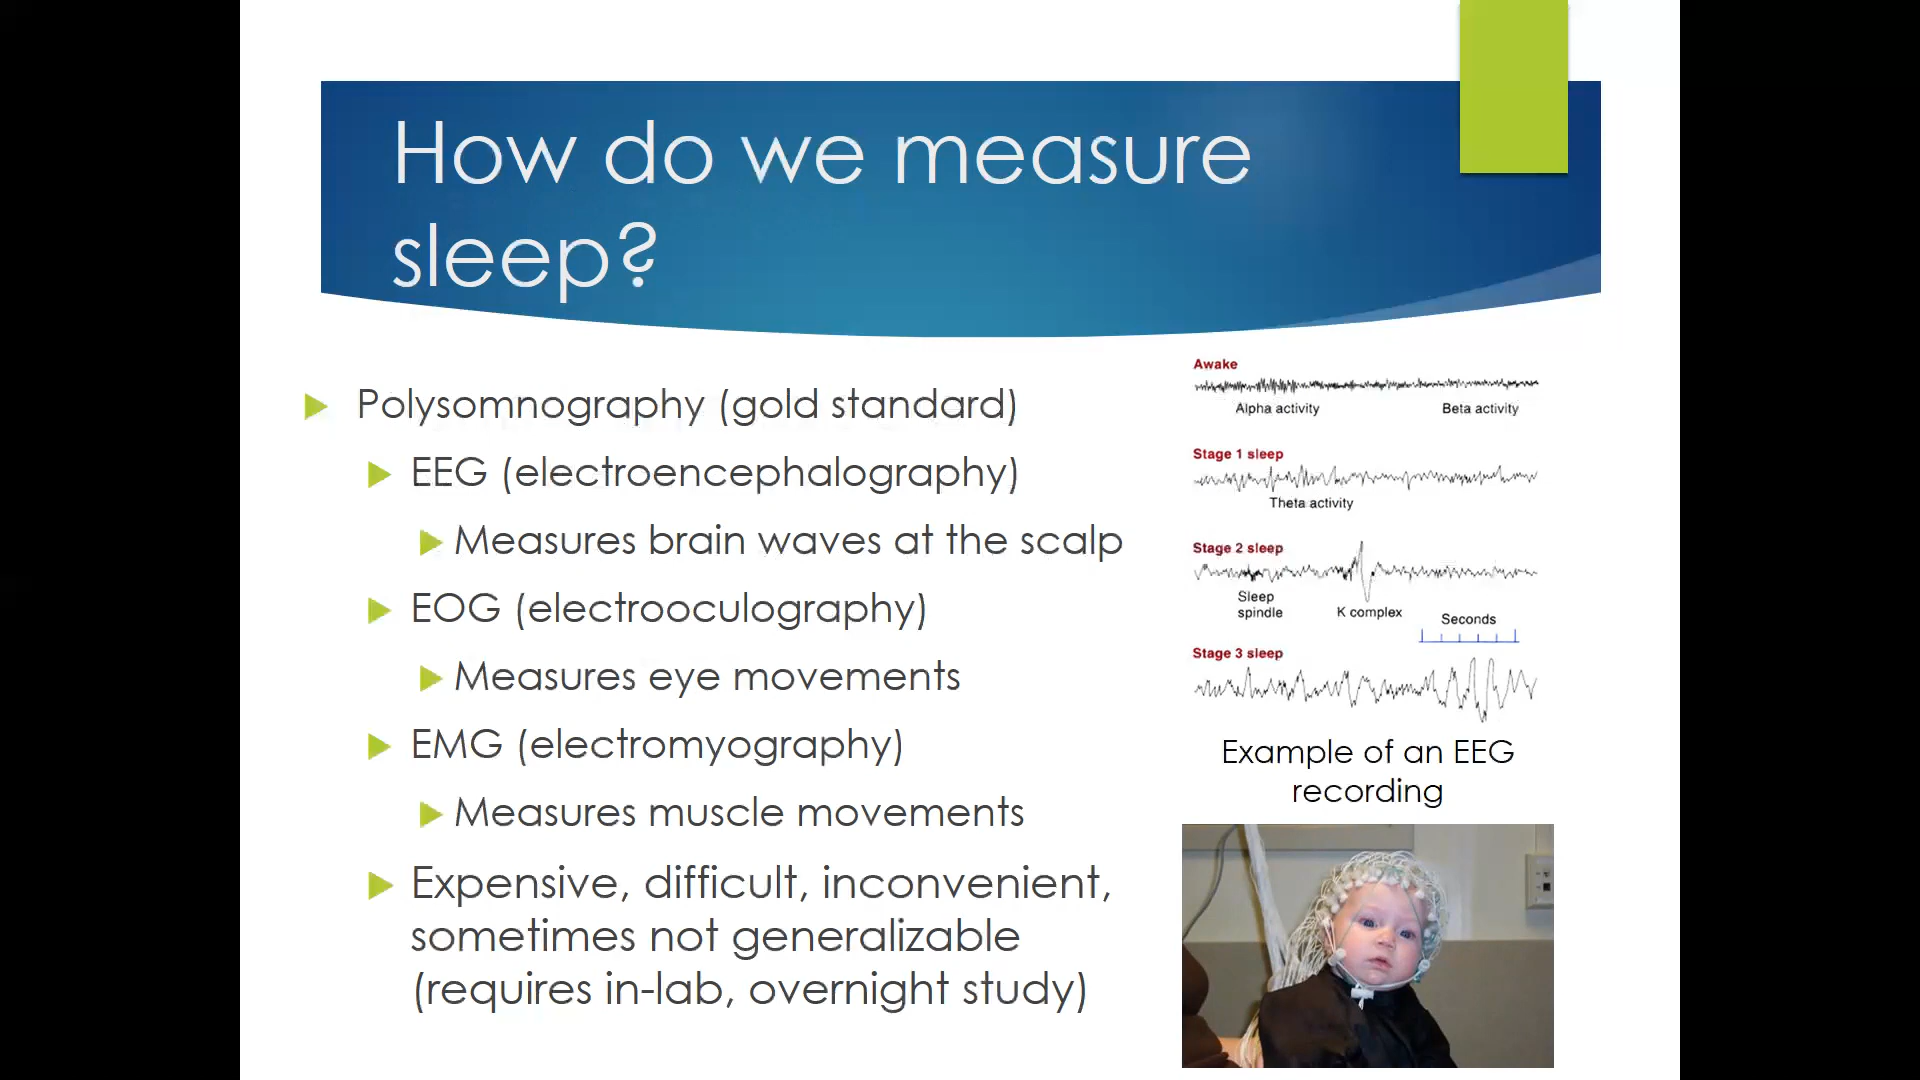 How do we measure
sleep?
Polysomnography (gold standard)
EEG (electroencephalography)
Measures brain waves at the scalp
EOG (electrooculography)
Measures eye movements
EMG (electromyography)
Measures muscle movements
Expensive, difficult, inconvenient,
sometimes not generalizable
(requires in-lab, overnight study)
Awake
Alpha activity Beta activity
Stage 1 sleep
Theta activity
Stage 2 sleep
Sleep
spindle
K complex
Seconds
Stage 3 sleep
Example of an EEG
recording